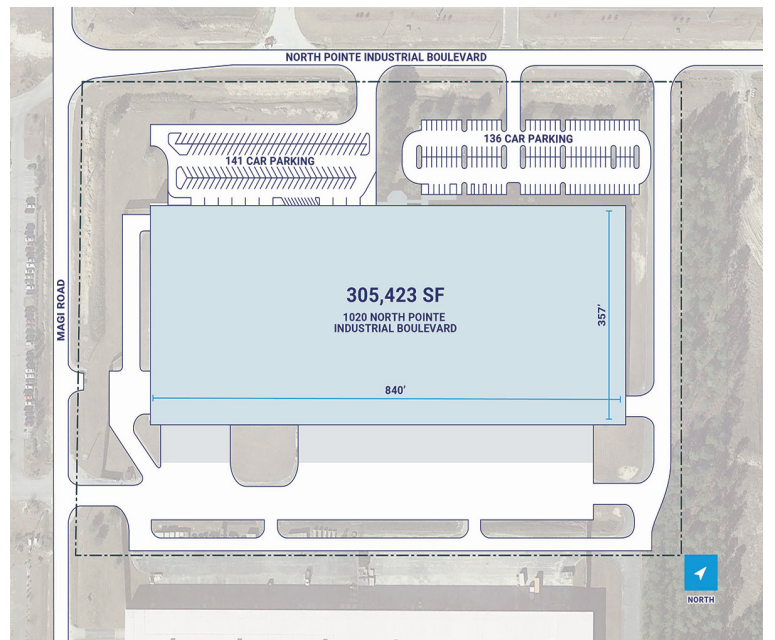 NORTH POINTE INDUSTRIAL BOULEVARD
136 CAR PARKING
141 CAR PARKING
MAGI ROAD
305,423 SF
1020 NORTH POINTE
INDUSTRIAL BOULEVARD
357'
840'
NORTH